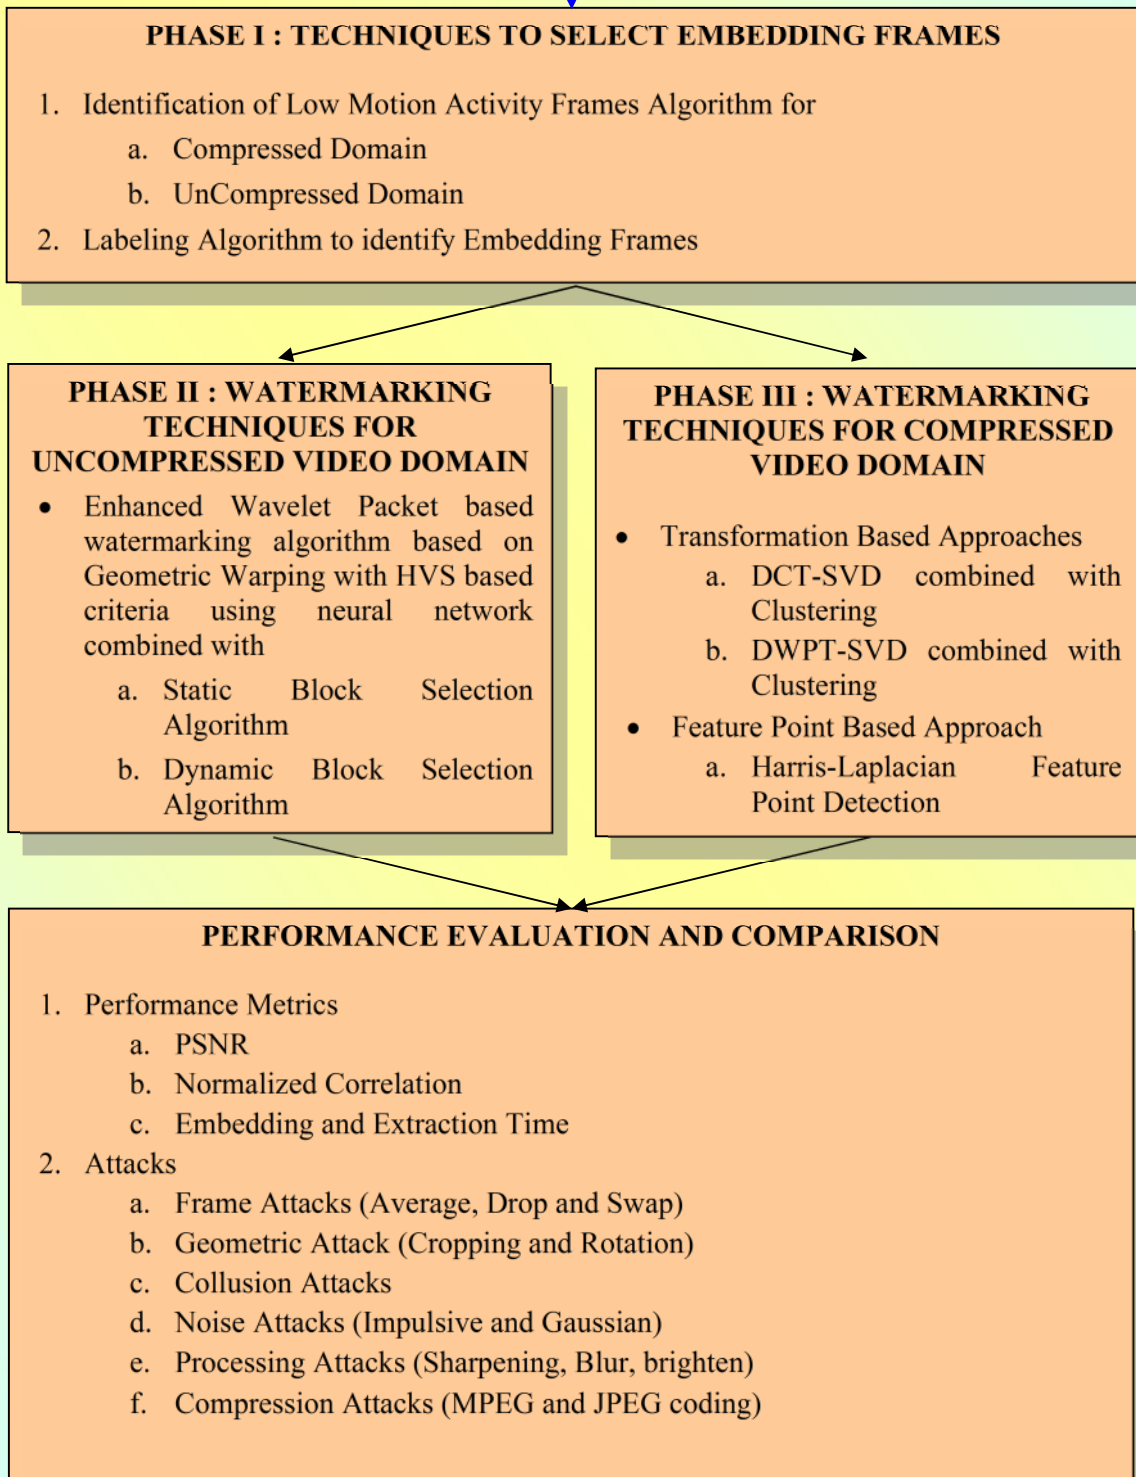 PHASE I : TECHNIQUES TO SELECT EMBEDDING FRAMES
1. Identification of Low Motion Activity Frames Algorithm for
a. Compressed Domain
b. UnCompressed Domain
2. Labeling Algorithm to identify Embedding Frames
PHASE II : WATERMARKING
TECHNIQUES FOR
UNCOMPRESSED VIDEO DOMAIN
• Enhanced Wavelet Packet based
watermarking algorithm based on
Geometric Warping with HVS based
criteria using neural network
combined with
a. Static Block Selection
Algorithm
b. Dynamic Block Selection
Algorithm
PHASE III : WATERMARKING
TECHNIQUES FOR COMPRESSED
VIDEO DOMAIN
• Transformation Based Approaches
a. DCT-SVD combined with
Clustering
b. DWPT-SVD combined with
Clustering
• Feature Point Based Approach
a. Harris-Laplacian Feature
Point Detection
PERFORMANCE EVALUATION AND COMPARISON
1. Performance Metrics
a. PSNR
b. Normalized Correlation
c. Embedding and Extraction Time
2. Attacks
a. Frame Attacks (Average, Drop and Swap)
b. Geometric Attack (Cropping and Rotation)
c. Collusion Attacks
d. Noise Attacks (Impulsive and Gaussian)
e. Processing Attacks (Sharpening, Blur, brighten)
f. Compression Attacks (MPEG and JPEG coding)